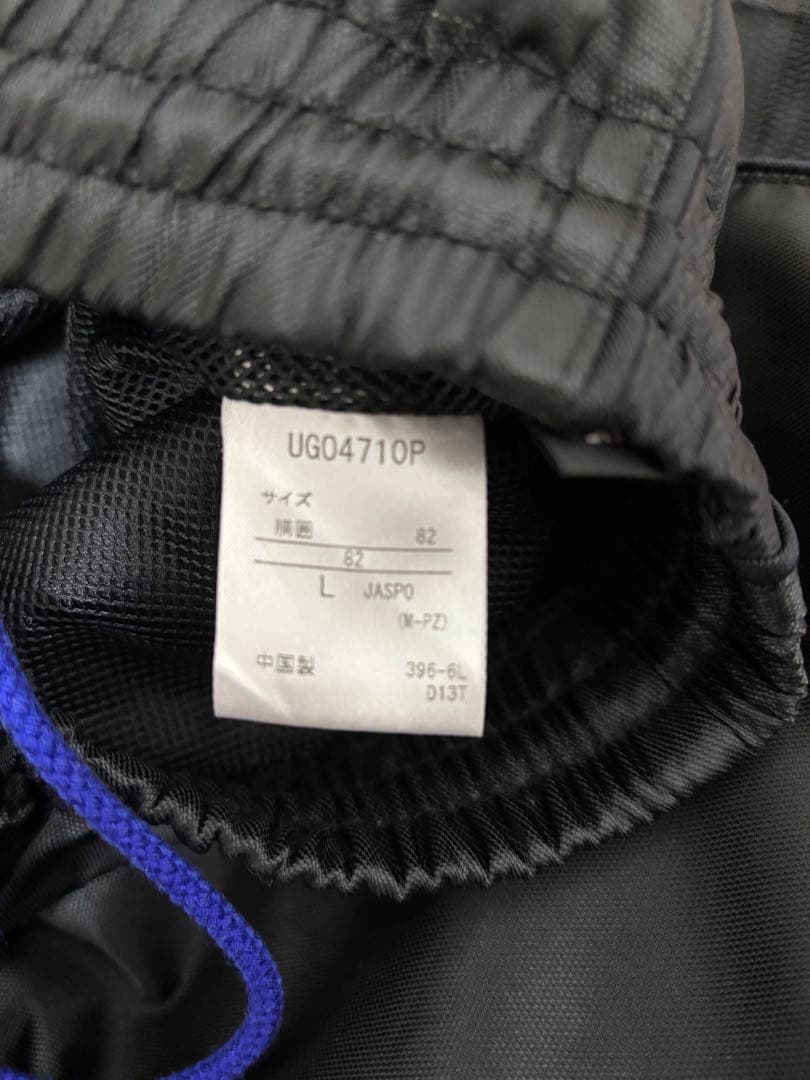 UG04710P
サイズ
胴囲 82
62
L JASPO
(M-PZ)
中国製 396-6L
D13T